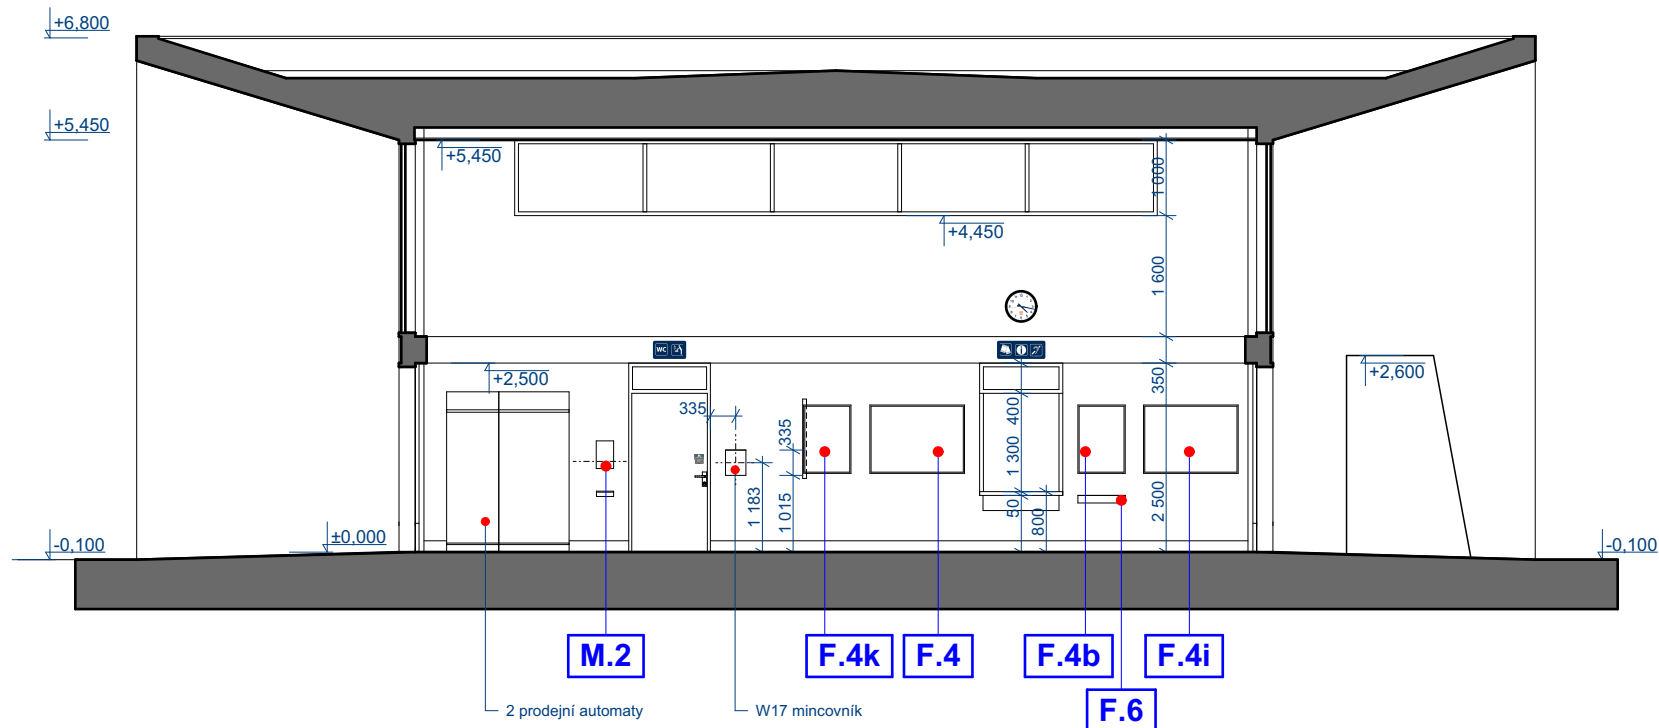 +6,800
+5,450
+5,450
1 000
+4,450
1 600
WC
+2,500
350
+2,600
335
400
335
1 300
1 183
1 015
50
800
2 500
±0,000
-0,100
-0,100
M.2
F.4k
F.4
F.4b
F.4i
F.6
2 prodejní automaty
W17 mincovník